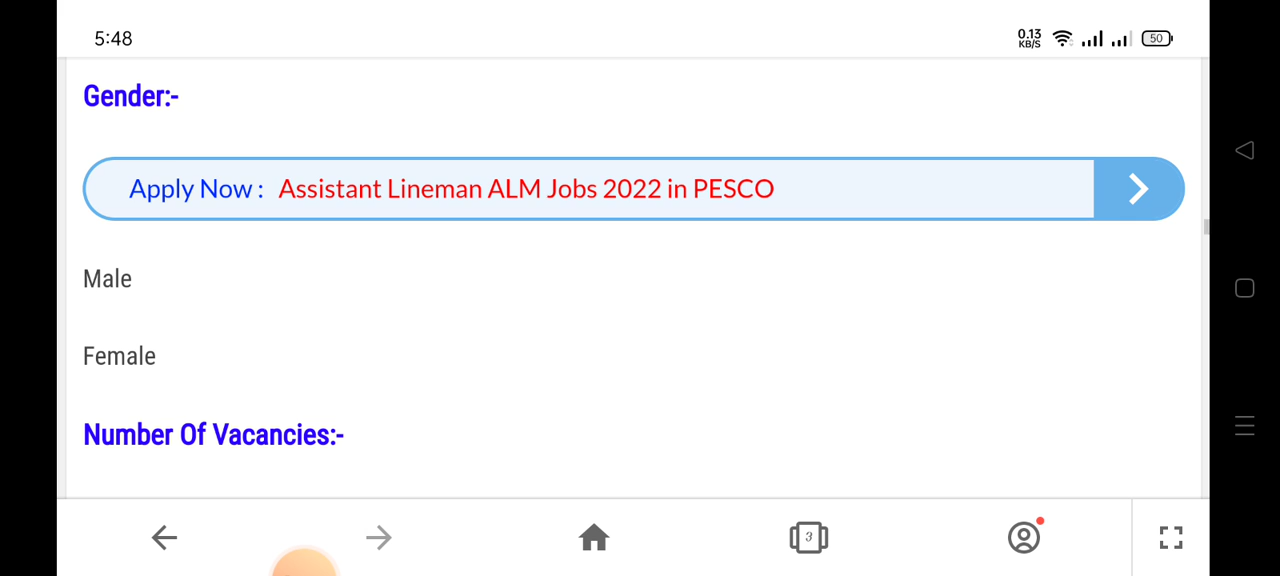 5:48
0.13
KB/S
50
Gender:-
Apply Now : Assistant Lineman ALM Jobs 2022 in PESCO
Male
Female
Number Of Vacancies:-
3